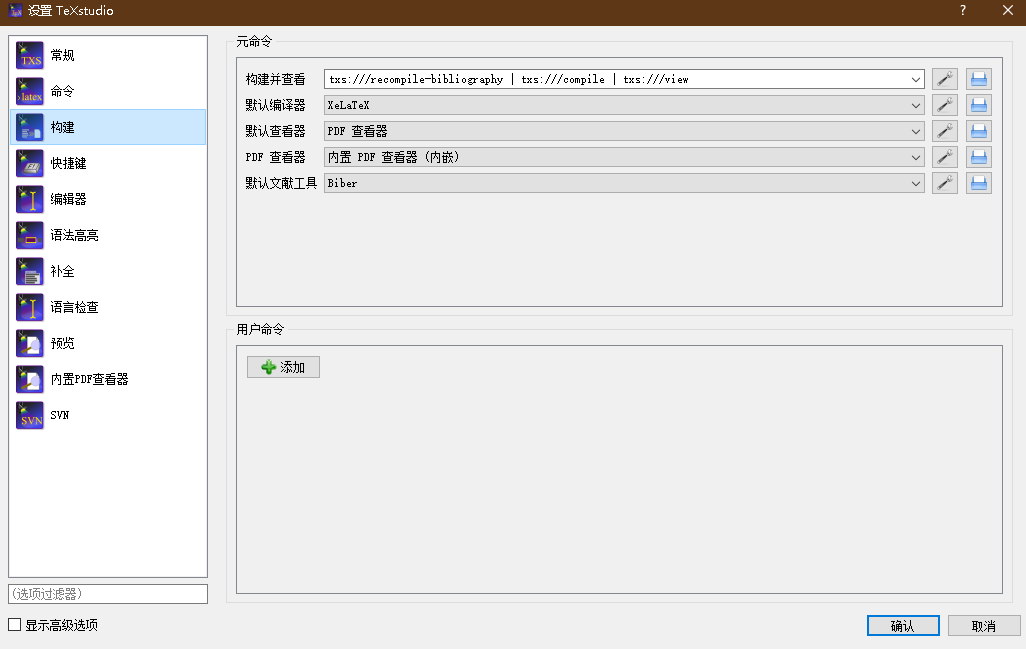 设置 TeXstudio
?
TXS 常规
›latex 命令
构建
快捷键
编辑器
语法高亮
补全
语言检查
预览
内置PDF查看器
SVN SVN
(选项过滤器)
显示高级选项
元命令
构建并查看 txs:///recompile-bibliography | txs:///compile | txs:///view
默认编译器 XeLaTeX
默认查看器 PDF 查看器
PDF 查看器 内置 PDF 查看器 (内嵌)
默认文献工具 Biber
用户命令
添加
确认 取消